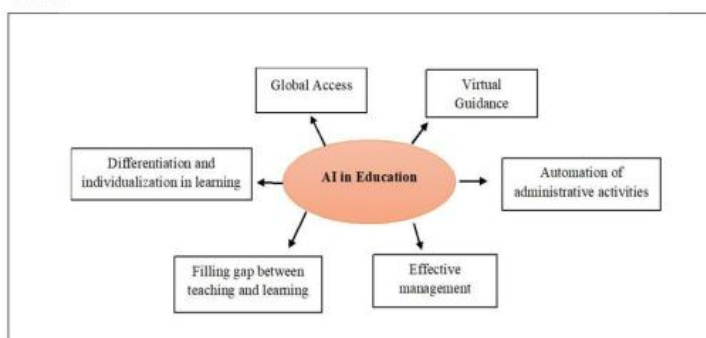 Global Access
Virtual
Guidance
Differentiation and
individualization in learning
AI in Education
Automation of
administrative activities
Filling gap between
teaching and learning
Effective
management